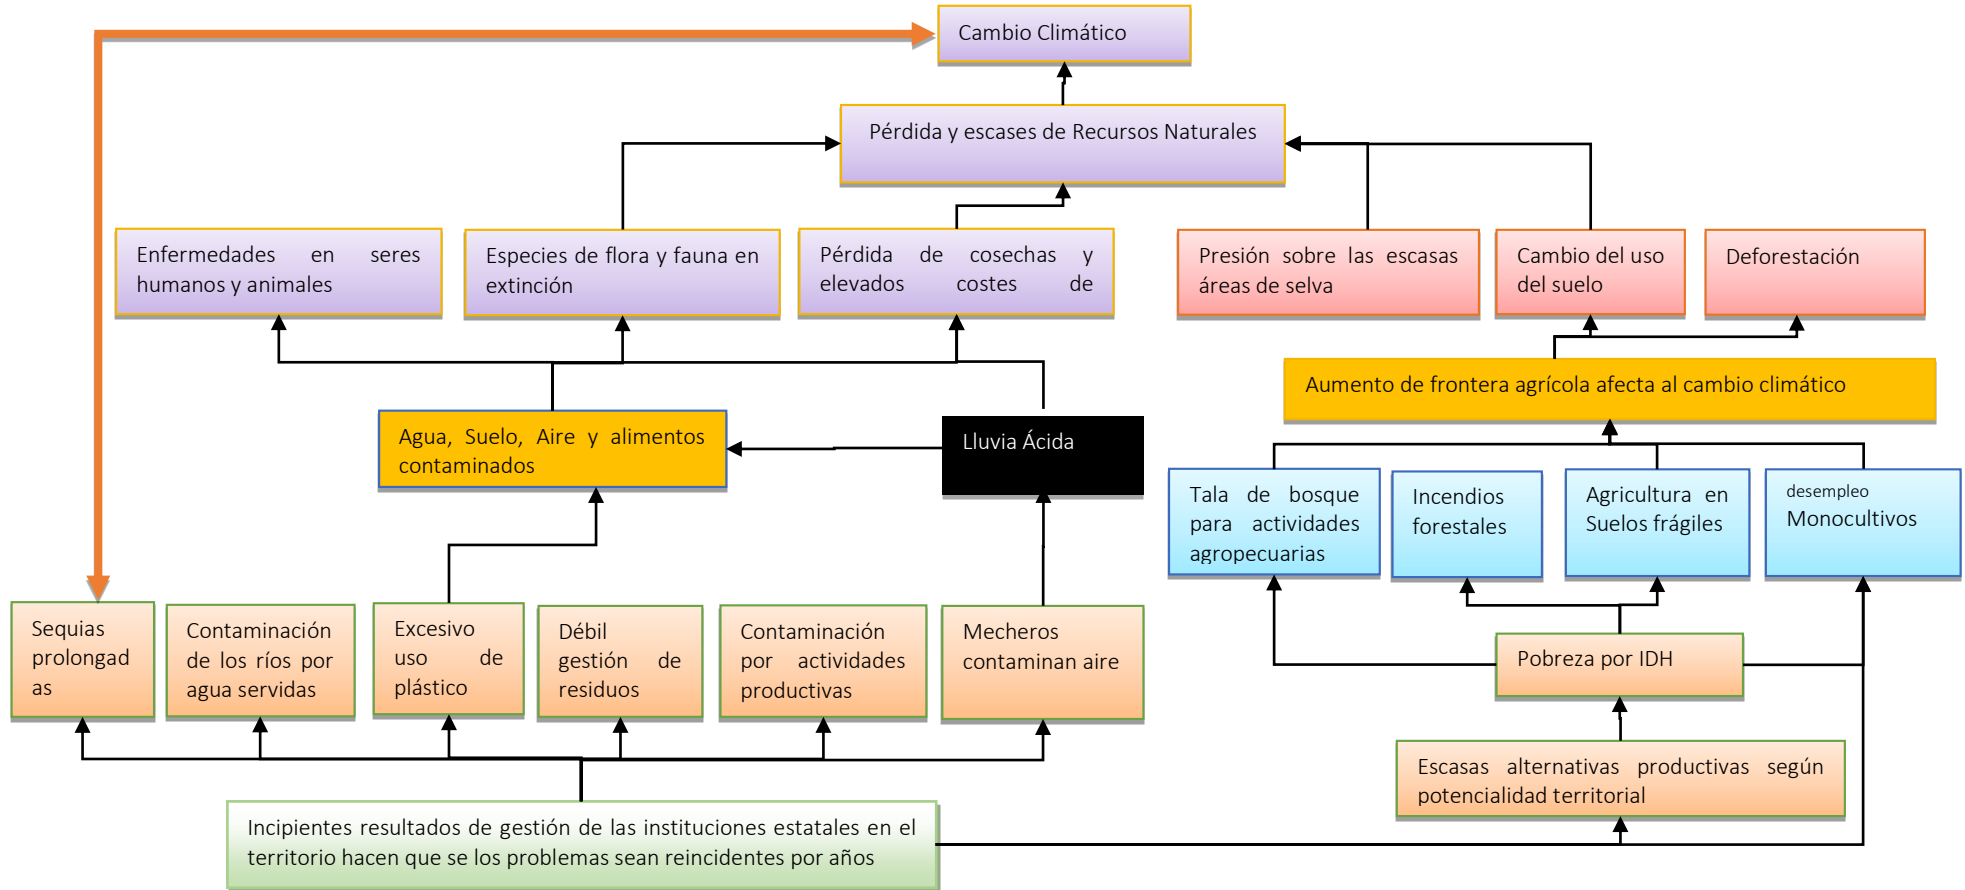 Cambio Climático
Pérdida y escases de Recursos Naturales
Enfermedades en seres
humanos y animales
Especies de flora y fauna en
extinción
Pérdida de cosechas y
elevados costes de
Presión sobre las escasas
áreas de selva
Cambio del uso
del suelo
Deforestación
Aumento de frontera agrícola afecta al cambio climático
Agua, Suelo, Aire y alimentos
contaminados
Lluvia Ácida
Tala de bosque
para actividades
agropecuarias
Incendios
forestales
Agricultura en
Suelos frágiles
desempleo
Monocultivos
Sequias
prolongad
as
Contaminación
de los ríos por
agua servidas
Excesivo
uso de
plástico
Débil
gestión de
residuos
Contaminación
por actividades
productivas
Mecheros
contaminan aire
Pobreza por IDH
Escasas alternativas productivas según
potencialidad territorial
Incipientes resultados de gestión de las instituciones estatales en el
territorio hacen que se los problemas sean reincidentes por años